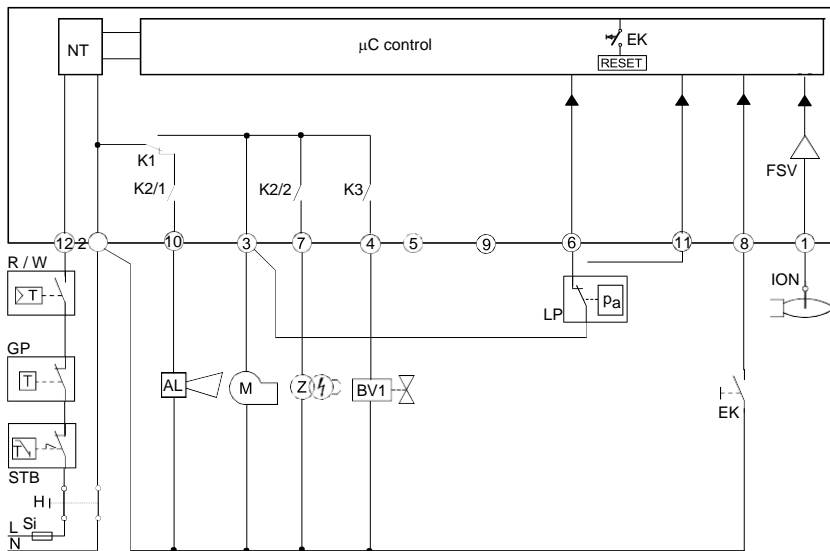 NT
μC control
EK
RESET
K1
FSV
K2/1
K2/2
K3
12 2
10
3
7
4
5
9
6
11
8
1
R / W
T
ION
LP
pa
GP
T
AL
M
Z
BV1
EK
T
STB
H
L
Si
N